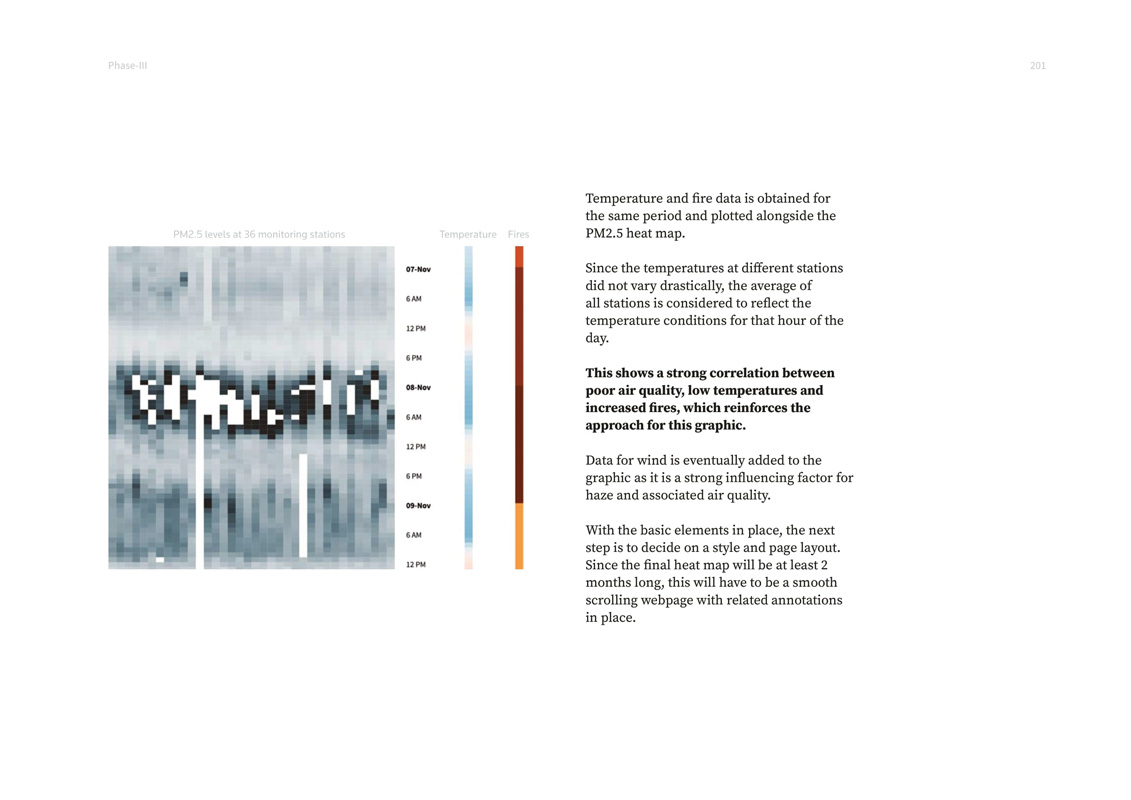 Phase-III
201
PM2.5 levels at 36 monitoring stations
Temperature
Fires
07-Nov
6 AM
12 PM
6 PM
08-Nov
6 AM
12 PM
6 PM
09-Nov
6 AM
12 PM
Temperature and fire data is obtained for
the same period and plotted alongside the
PM2.5 heat map.
Since the temperatures at different stations
did not vary drastically, the average of
all stations is considered to reflect the
temperature conditions for that hour of the
day.
This shows a strong correlation between
poor air quality, low temperatures and
increased fires, which reinforces the
approach for this graphic.
Data for wind is eventually added to the
graphic as it is a strong influencing factor for
haze and associated air quality.
With the basic elements in place, the next
step is to decide on a style and page layout.
Since the final heat map will be at least 2
months long, this will have to be a smooth
scrolling webpage with related annotations
in place.